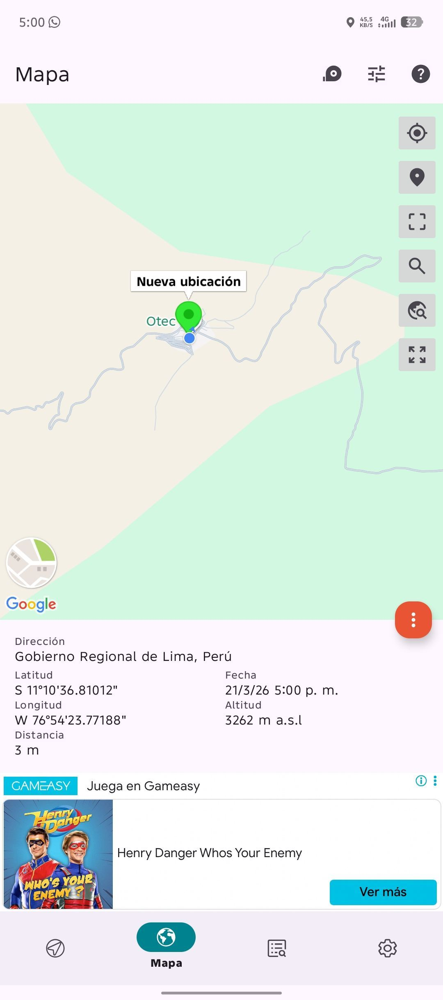 5:00
45,5
KB/S
4G
32
Mapa
Nueva ubicación
Otec
Google
Dirección
Gobierno Regional de Lima, Perú
Latitud
S 11°10'36.81012"
Fecha
21/3/26 5:00 p. m.
Longitud
W 76°54'23.77188"
Altitud
3262 m a.s.l
Distancia
3 m
GAMEASY
Juega en Gameasy
Henry
Danger
WHO'S YOUR
ENEMY ?
Henry Danger Whos Your Enemy
Ver más
Mapa